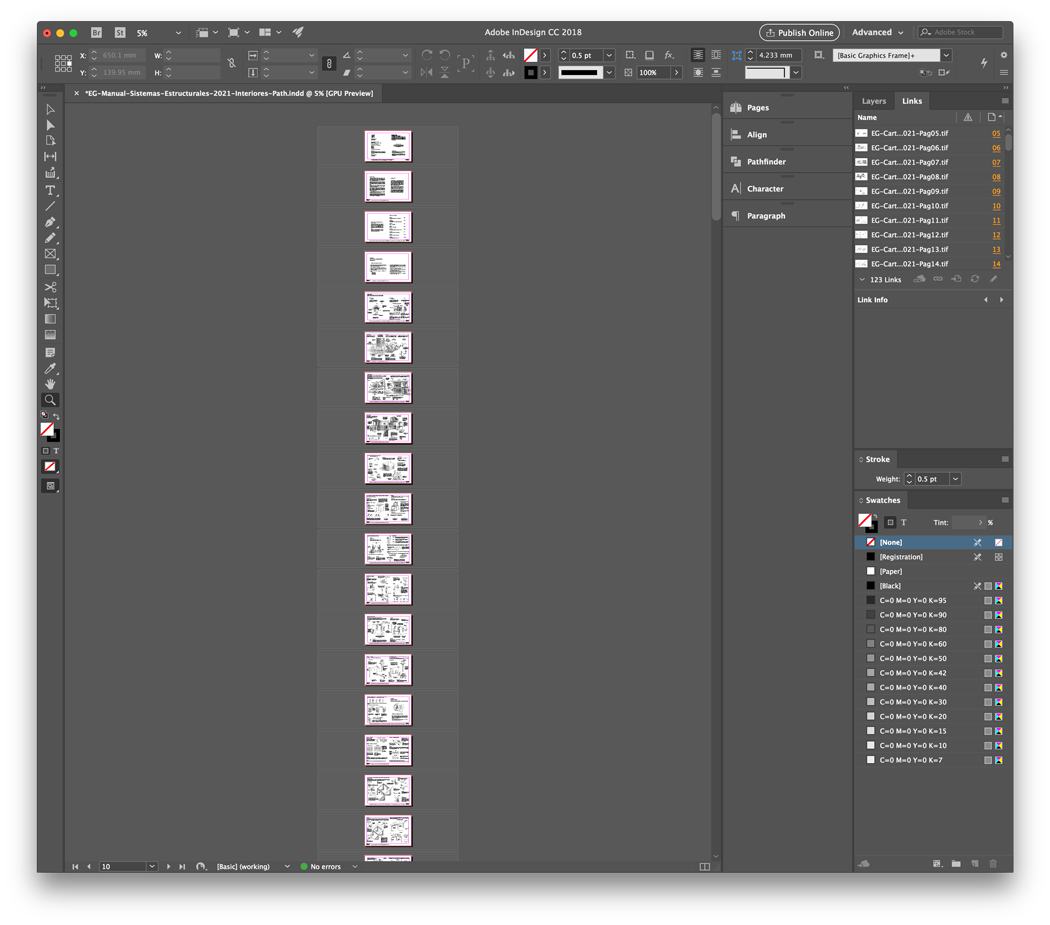 Br St 5% Adobe InDesign CC 2018 Publish Online Advanced Adobe Stock
X: 650.1 mm W: 0.5 pt fx. 4.233 mm [Basic Graphics Frame]+
Y: 139.95 mm H: P 100%
× *EG-Manual-Sistemas-Estructurales-2021-Interiores-Path.indd @ 5% [GPU Preview]
Pages
Align
Pathfinder
Character
Paragraph
Layers Links
Name
EG-Cart...021-Pag05.tif 05
EG-Cart...021-Pag06.tif 06
EG-Cart...021-Pag07.tif 07
EG-Cart...021-Pag08.tif 08
EG-Cart...021-Pag09.tif 09
EG-Cart...021-Pag10.tif 10
EG-Cart...021-Pag11.tif 11
EG-Cart...021-Pag12.tif 12
EG-Cart...021-Pag13.tif 13
EG-Cart...021-Pag14.tif 14
123 Links
Link Info
Stroke
Weight: 0.5 pt
Swatches
T Tint: %
[None]
[Registration]
[Paper]
[Black]
C=0 M=0 Y=0 K=95
C=0 M=0 Y=0 K=90
C=0 M=0 Y=0 K=80
C=0 M=0 Y=0 K=60
C=0 M=0 Y=0 K=50
C=0 M=0 Y=0 K=42
C=0 M=0 Y=0 K=40
C=0 M=0 Y=0 K=30
C=0 M=0 Y=0 K=20
C=0 M=0 Y=0 K=15
C=0 M=0 Y=0 K=10
C=0 M=0 Y=0 K=7
10 [Basic] (working) No errors